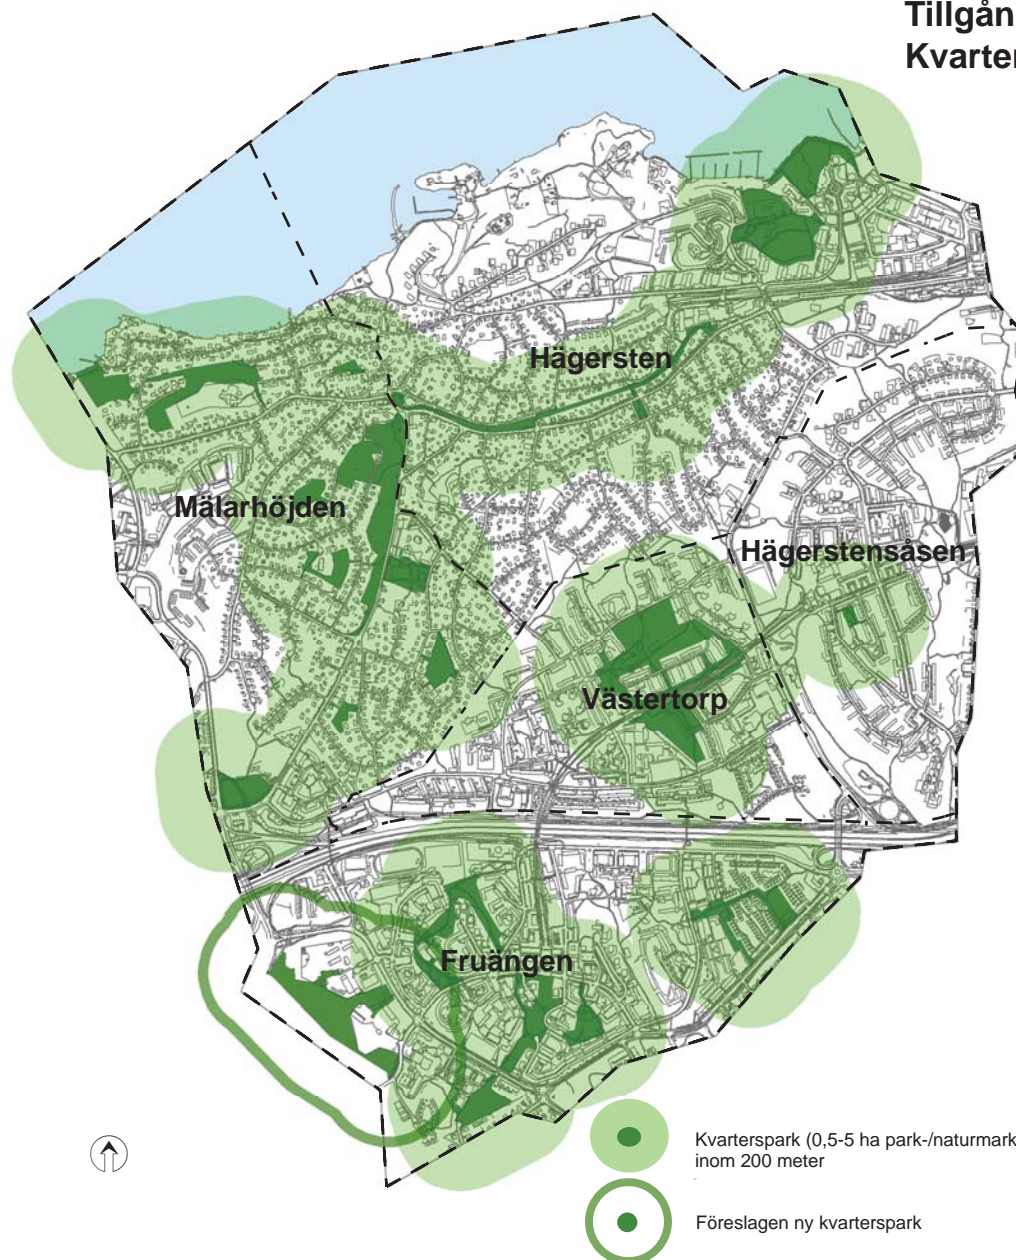 Tillgån
Kvarter
Hägersten
Mälarhöjden
Hägerstensåsen
Västertorp
Fruängen
Kvarterspark (0,5-5 ha park-/naturmark
inom 200 meter
Föreslagen ny kvarterspark